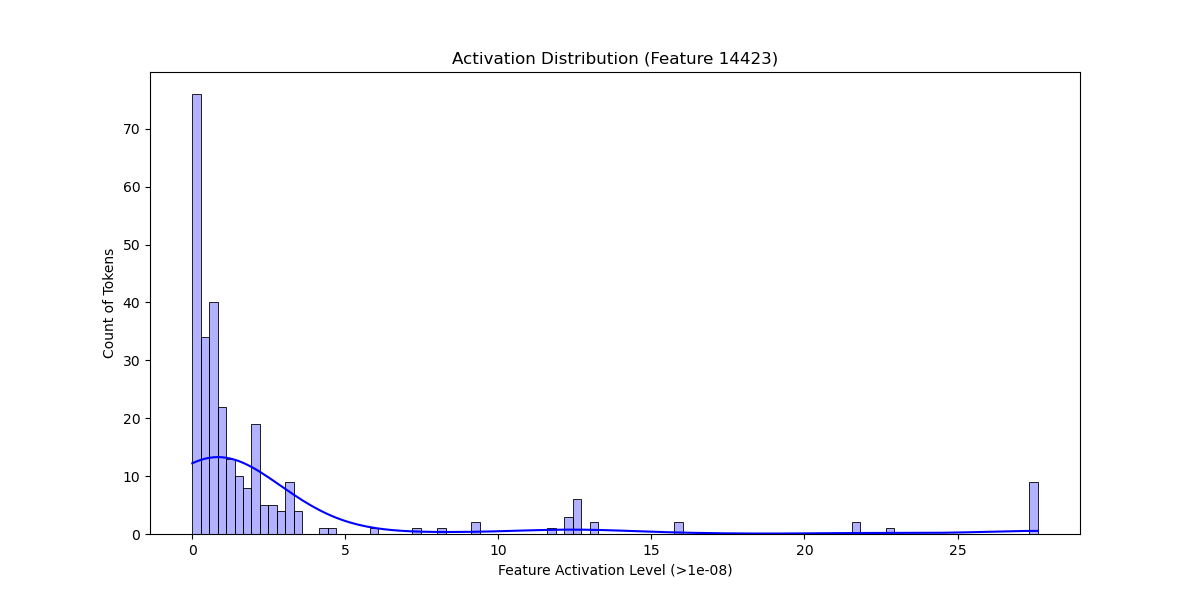 Activation Distribution (Feature 14423)
70
60
50
40
30
20
10
0
Count of Tokens
0 5 10 15 20 25
Feature Activation Level (>1e-08)